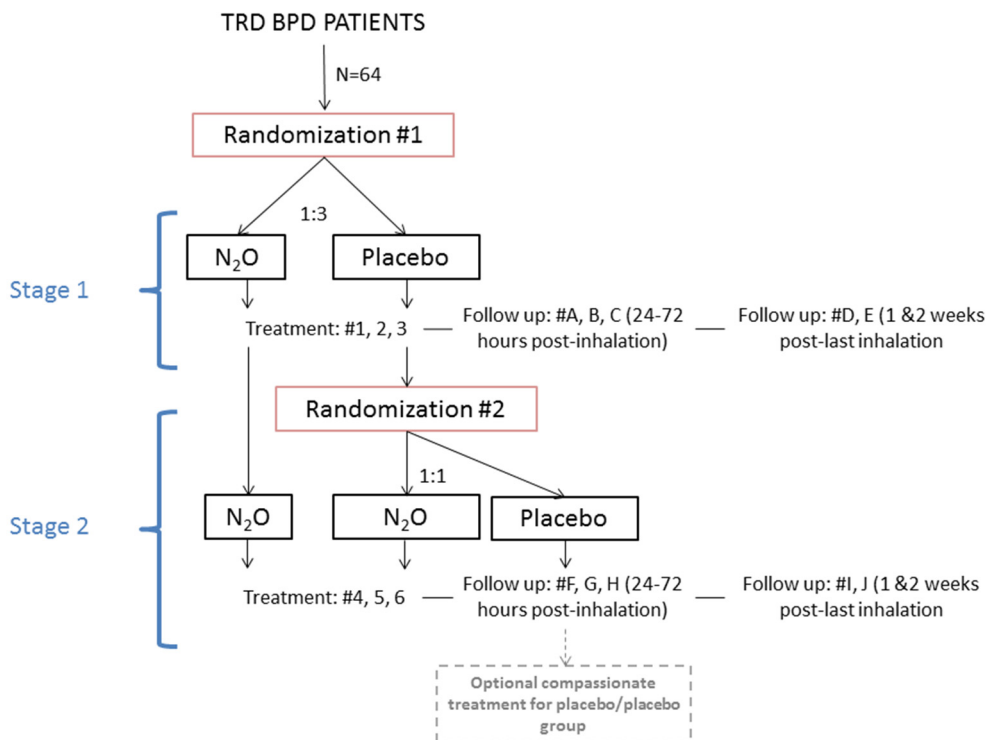 TRD BPD PATIENTS
N=64
Randomization #1
1:3
N₂O
Placebo
Stage 1
Treatment: #1, 2, 3
Follow up: #A, B, C (24-72
hours post-inhalation)
Follow up: #D, E (1 &2 weeks
post-last inhalation
Randomization #2
1:1
N₂O
N₂O
Placebo
Stage 2
Treatment: #4, 5, 6
Follow up: #F, G, H (24-72
hours post-inhalation)
Follow up: #I, J (1 &2 weeks
post-last inhalation
Optional compassionate
treatment for placebo/placebo
group